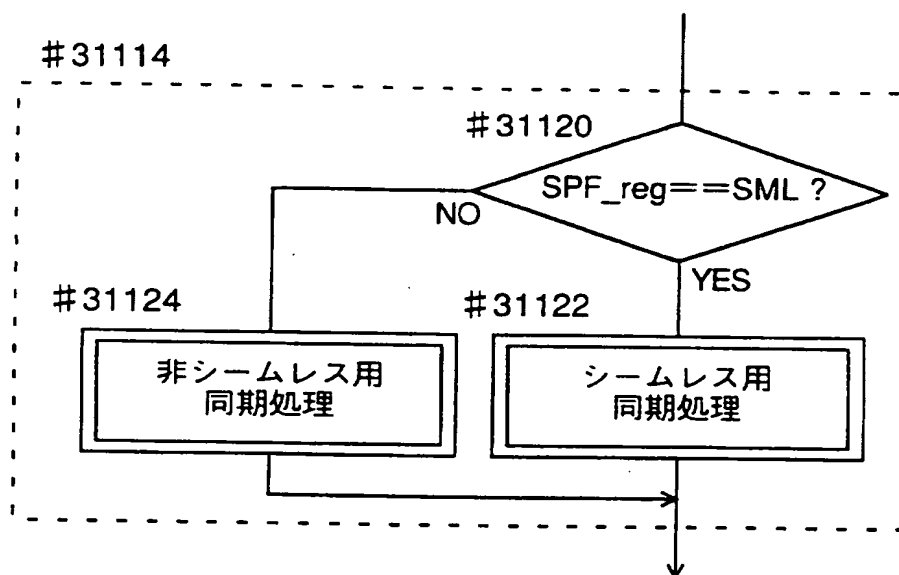 #31114
#31120
SPF_reg==SML ?
NO
YES
#31124
#31122
非シームレス用
同期処理
シームレス用
同期処理